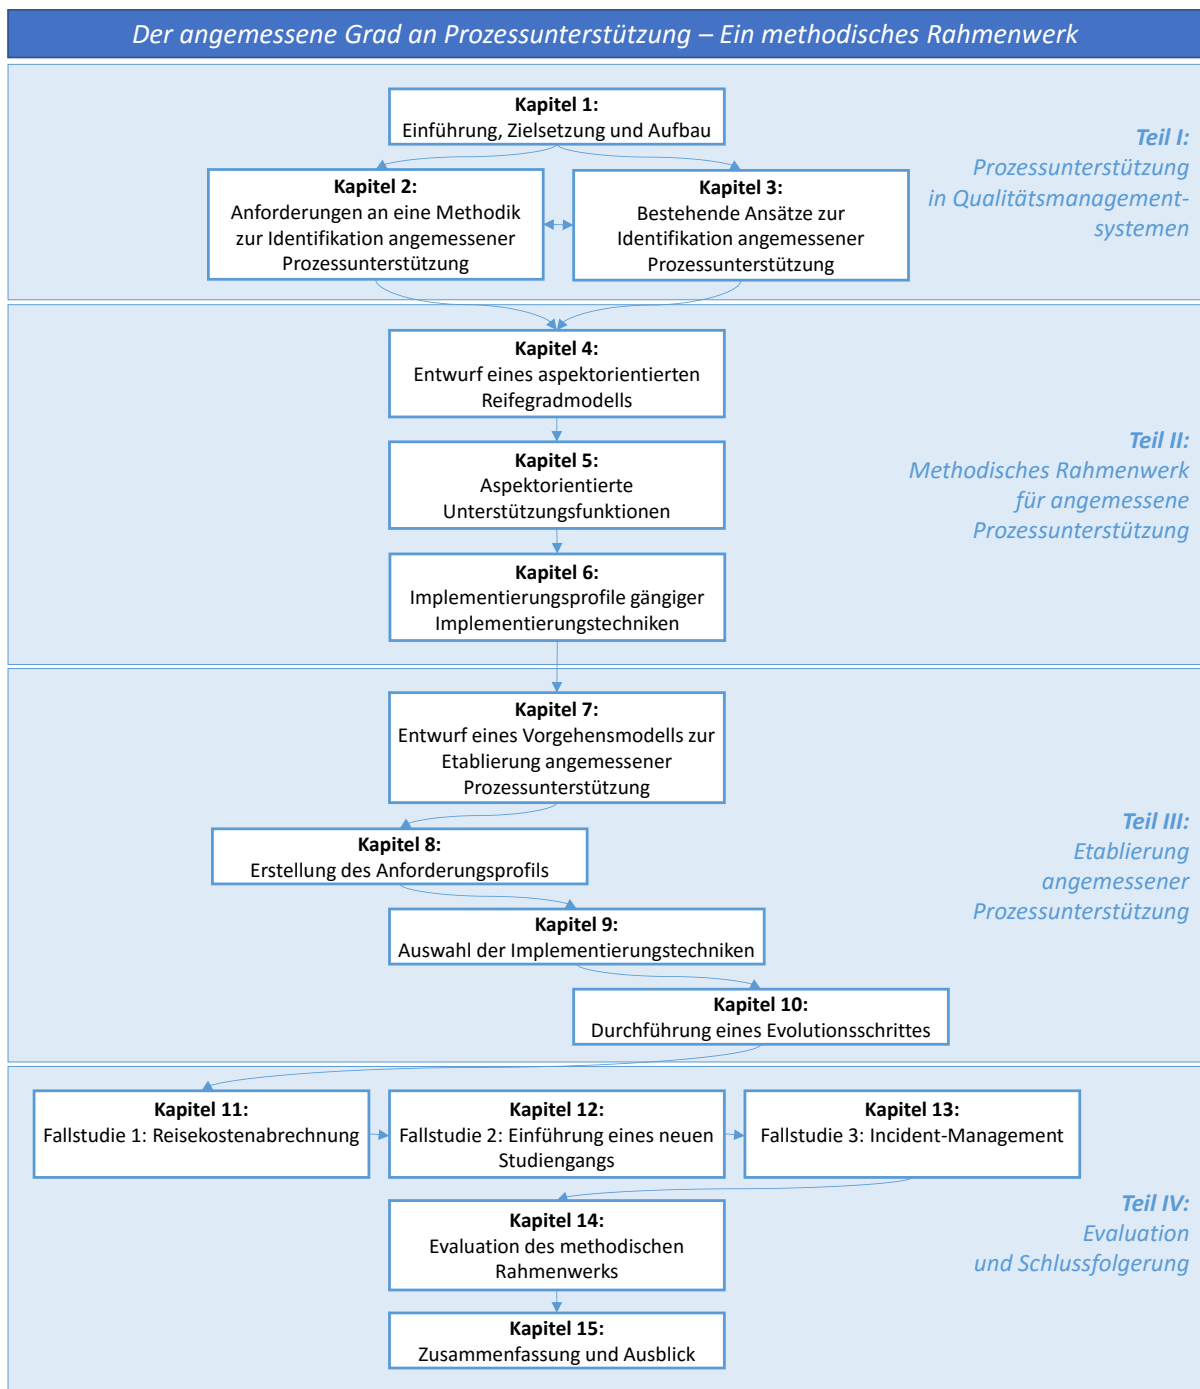 Der angemessene Grad an Prozessunterstützung – Ein methodisches Rahmenwerk
Kapitel 1:
Einführung, Zielsetzung und Aufbau
Teil I:
Prozessunterstützung
in Qualitätsmanagement-
systemen
Kapitel 2:
Anforderungen an eine Methodik
zur Identifikation angemessener
Prozessunterstützung
Kapitel 3:
Bestehende Ansätze zur
Identifikation angemessener
Prozessunterstützung
Kapitel 4:
Entwurf eines aspektorientierten
Reifegradmodells
Teil II:
Methodisches Rahmenwerk
für angemessene
Prozessunterstützung
Kapitel 5:
Aspektorientierte
Unterstützungsfunktionen
Kapitel 6:
Implementierungsprofile gängiger
Implementierungstechniken
Kapitel 7:
Entwurf eines Vorgehensmodells zur
Etablierung angemessener
Prozessunterstützung
Teil III:
Etablierung
angemessener
Prozessunterstützung
Kapitel 8:
Erstellung des Anforderungsprofils
Kapitel 9:
Auswahl der Implementierungstechniken
Kapitel 10:
Durchführung eines Evolutionsschrittes
Kapitel 11:
Fallstudie 1: Reisekostenabrechnung
Kapitel 12:
Fallstudie 2: Einführung eines neuen
Studiengangs
Kapitel 13:
Fallstudie 3: Incident-Management
Teil IV:
Evaluation
und Schlussfolgerung
Kapitel 14:
Evaluation des methodischen
Rahmenwerks
Kapitel 15:
Zusammenfassung und Ausblick